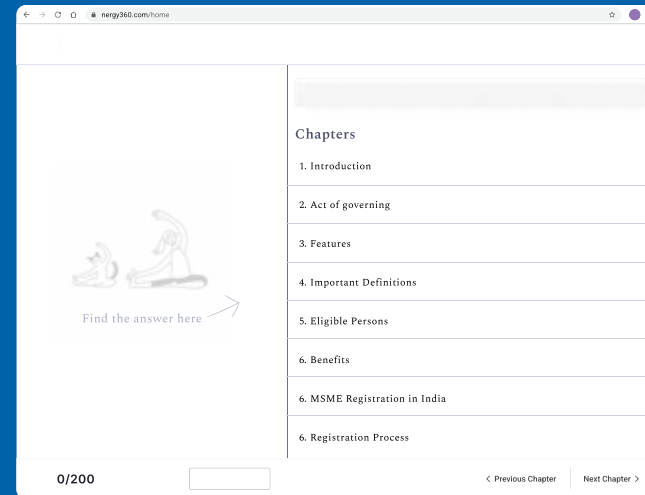 nergy360.com/home
Chapters
1. Introduction
2. Act of governing
3. Features
4. Important Definitions
5. Eligible Persons
6. Benefits
6. MSME Registration in India
6. Registration Process
Find the answer here
0/200
Previous Chapter
Next Chapter